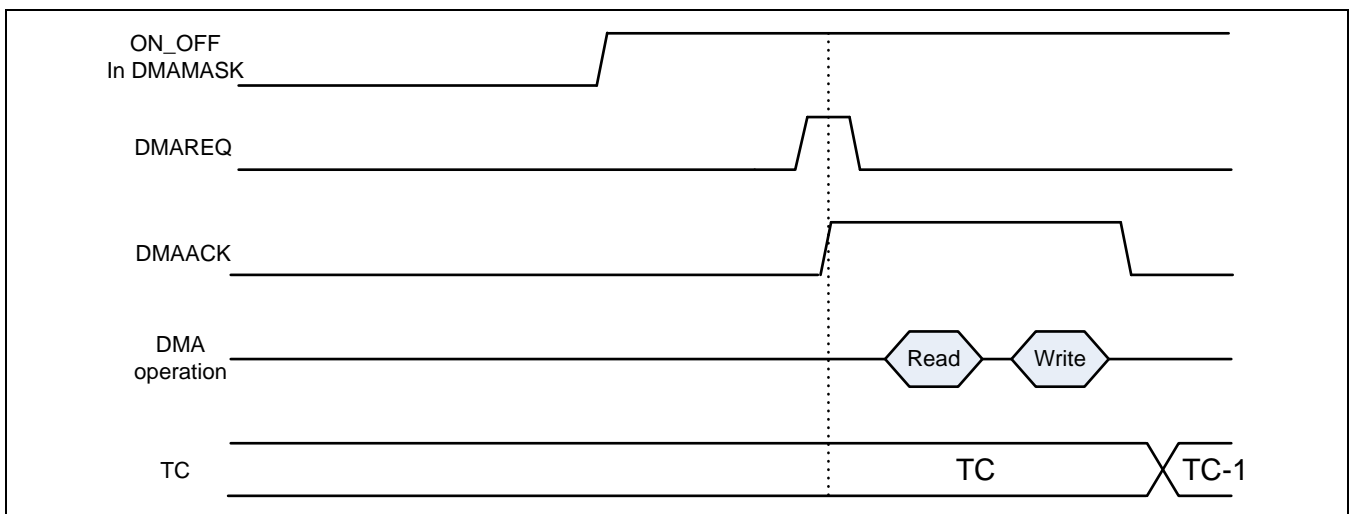 ON_OFF
In DMAMASK
DMAREQ
DMAACK
DMA
operation
Read
Write
TC
TC
TC-1